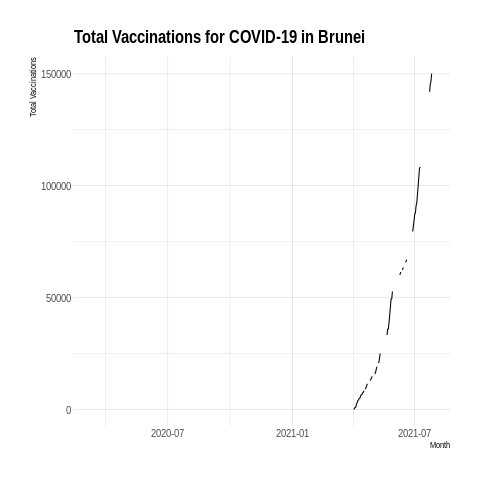 Total Vaccinations for COVID-19 in Brunei
Total Vaccinations
150000
100000
50000
0
2020-07
2021-01
2021-07
Month